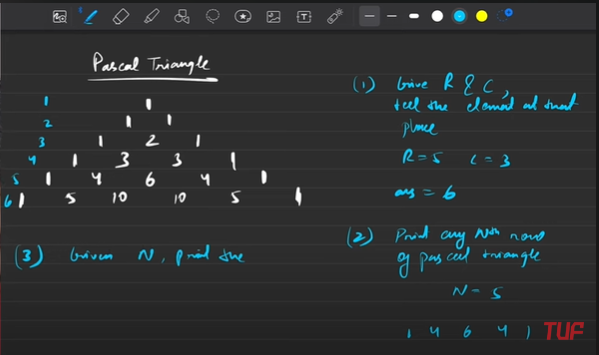 Pascal Triangle
1 1
2 1 1
3 1 2 1
4 1 3 3 1
5 1 4 6 4 1
6 1 5 10 10 5 1
(3) Given N, print the
(1) Give R & C,
tell the element at that
place
R = 5 C = 3
ans = 6
(2) Print any Nth row
of pascal triangle
N = 5
1 4 6 4 1
TUF